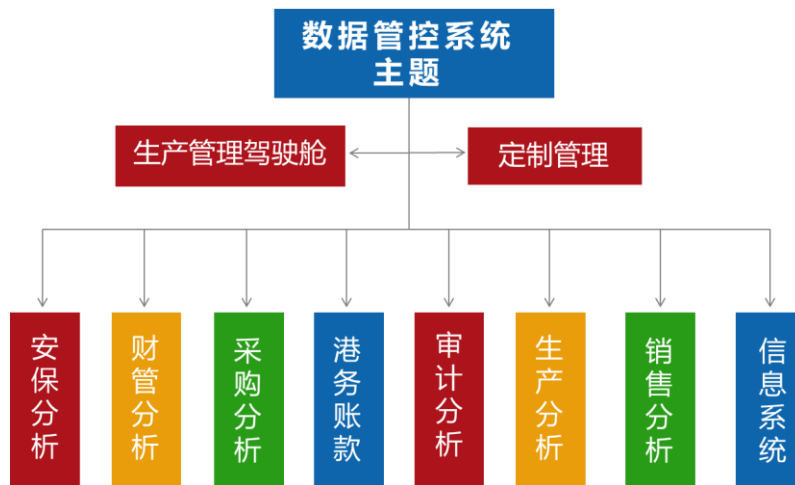 数据管控系统
主题
生产管理驾驶舱
定制管理
安保分析
财管分析
采购分析
港务账款
审计分析
生产分析
销售分析
信息系统